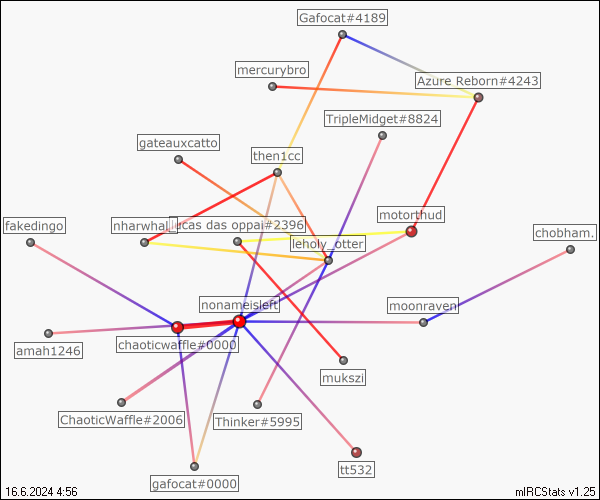 Gafocat#4189
mercurybro
Azure Reborn#4243
TripleMidget#8824
gateauxcatto
then1cc
motorthud
fakedingo
nharwhal
das oppai#2396
leholy_otter
chobham.
nonameisleft
moonraven
chaoticwaffle#0000
amah1246
mukszi
ChaoticWaffle#2006
Thinker#5995
tt532
gafocat#0000
16.6.2024 4:56
mIRCStats v1.25